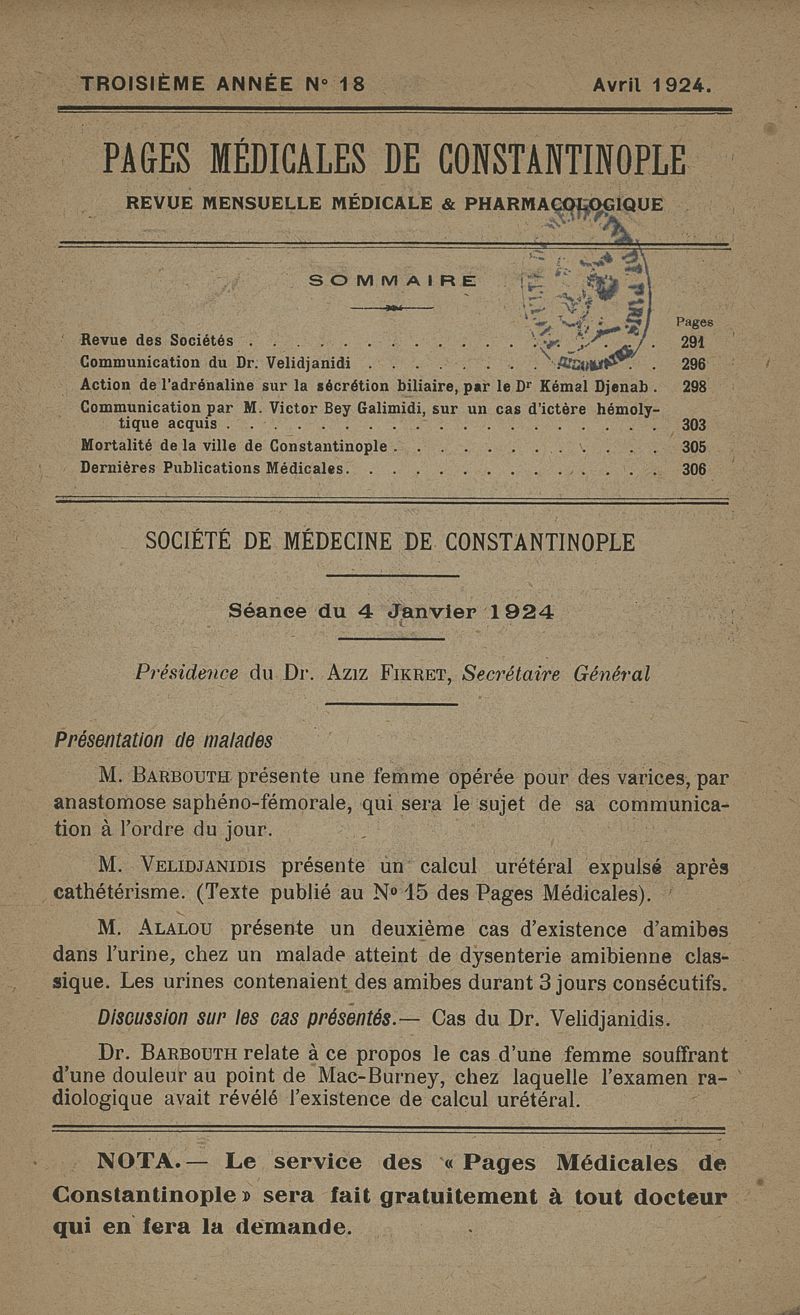 TROISIÈME ANNÉE N° 18 Avril 1924.
PAGES MÉDICALES DE CONSTANTINOPLE
REVUE MENSUELLE MÉDICALE & PHARMACOLOGIQUE
SOMMAIRE
Pages
Revue des Sociétés . . . . . . . . . . . . . . . . . 291
Communication du Dr. Velidjanidi . . . . . . . . . . . 296
Action de l'adrénaline sur la sécrétion biliaire, par le Dr Kémal Djenab . 298
Communication par M. Victor Bey Galimidi, sur un cas d'ictère hémoly-
tique acquis . . . . . . . . . . . . . . . . . . 303
Mortalité de la ville de Constantinople . . . . . . . . . . . 305
Dernières Publications Médicales. . . . . . . . . . . . . . 306
SOCIÉTÉ DE MÉDECINE DE CONSTANTINOPLE
Séance du 4 Janvier 1924
Présidence du Dr. AZIZ FIKRET, Secrétaire Général
Présentation de malades
M. BARBOUTH présente une femme opérée pour des varices, par
anastomose saphéno-fémorale, qui sera le sujet de sa communica-
tion à l'ordre du jour.
M. VELIDJANIDIS présente un calcul urétéral expulsé après
cathétérisme. (Texte publié au No 15 des Pages Médicales).
M. ALALOU présente un deuxième cas d'existence d'amibes
dans l'urine, chez un malade atteint de dysenterie amibienne clas-
sique. Les urines contenaient des amibes durant 3 jours consécutifs.
Discussion sur les cas présentés.— Cas du Dr. Velidjanidis.
Dr. BARBOUTH relate à ce propos le cas d'une femme souffrant
d'une douleur au point de Mac-Burney, chez laquelle l'examen ra-
diologique avait révélé l'existence de calcul urétéral.
NOTA.— Le service des « Pages Médicales de
Constantinople » sera fait gratuitement à tout docteur
qui en fera la demande.